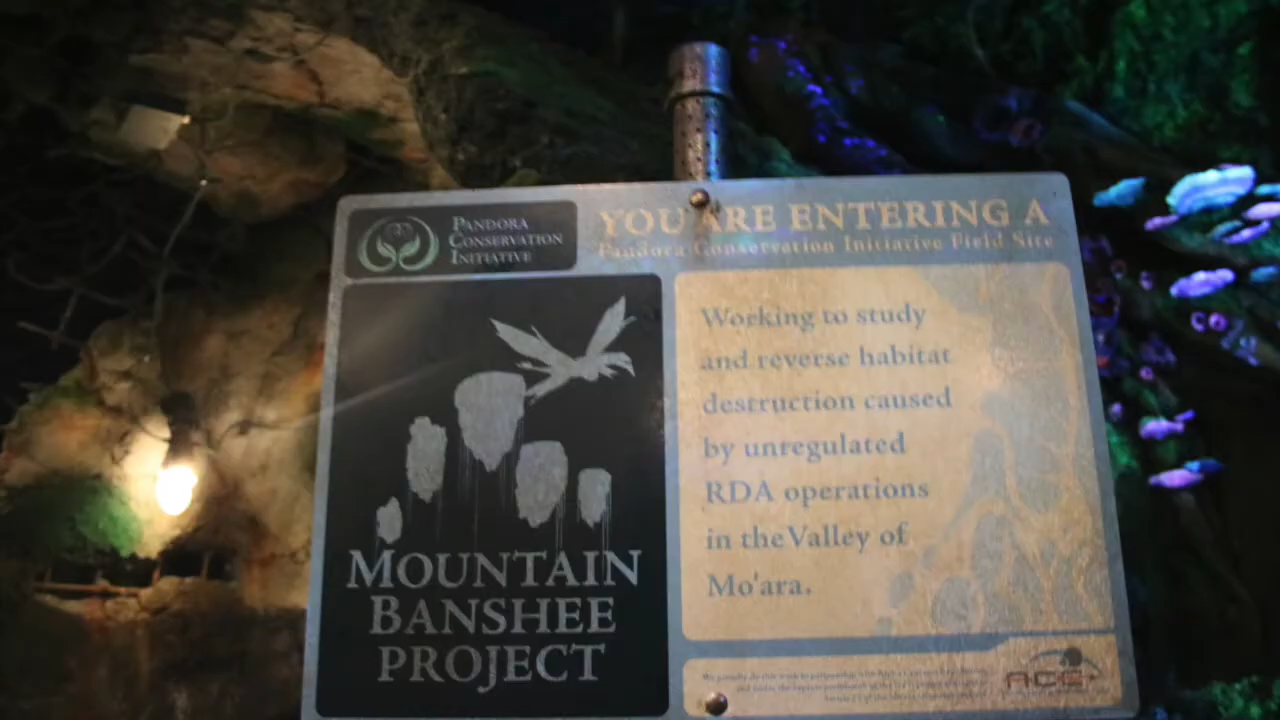 PANDORA
CONSERVATION
INITIATIVE
YOU ARE ENTERING A
Pandora Conservation Initiative Field Site
MOUNTAIN
BANSHEE
PROJECT
Working to study
and reverse habitat
destruction caused
by unregulated
RDA operations
in the Valley of
Mo'ara.
ACE